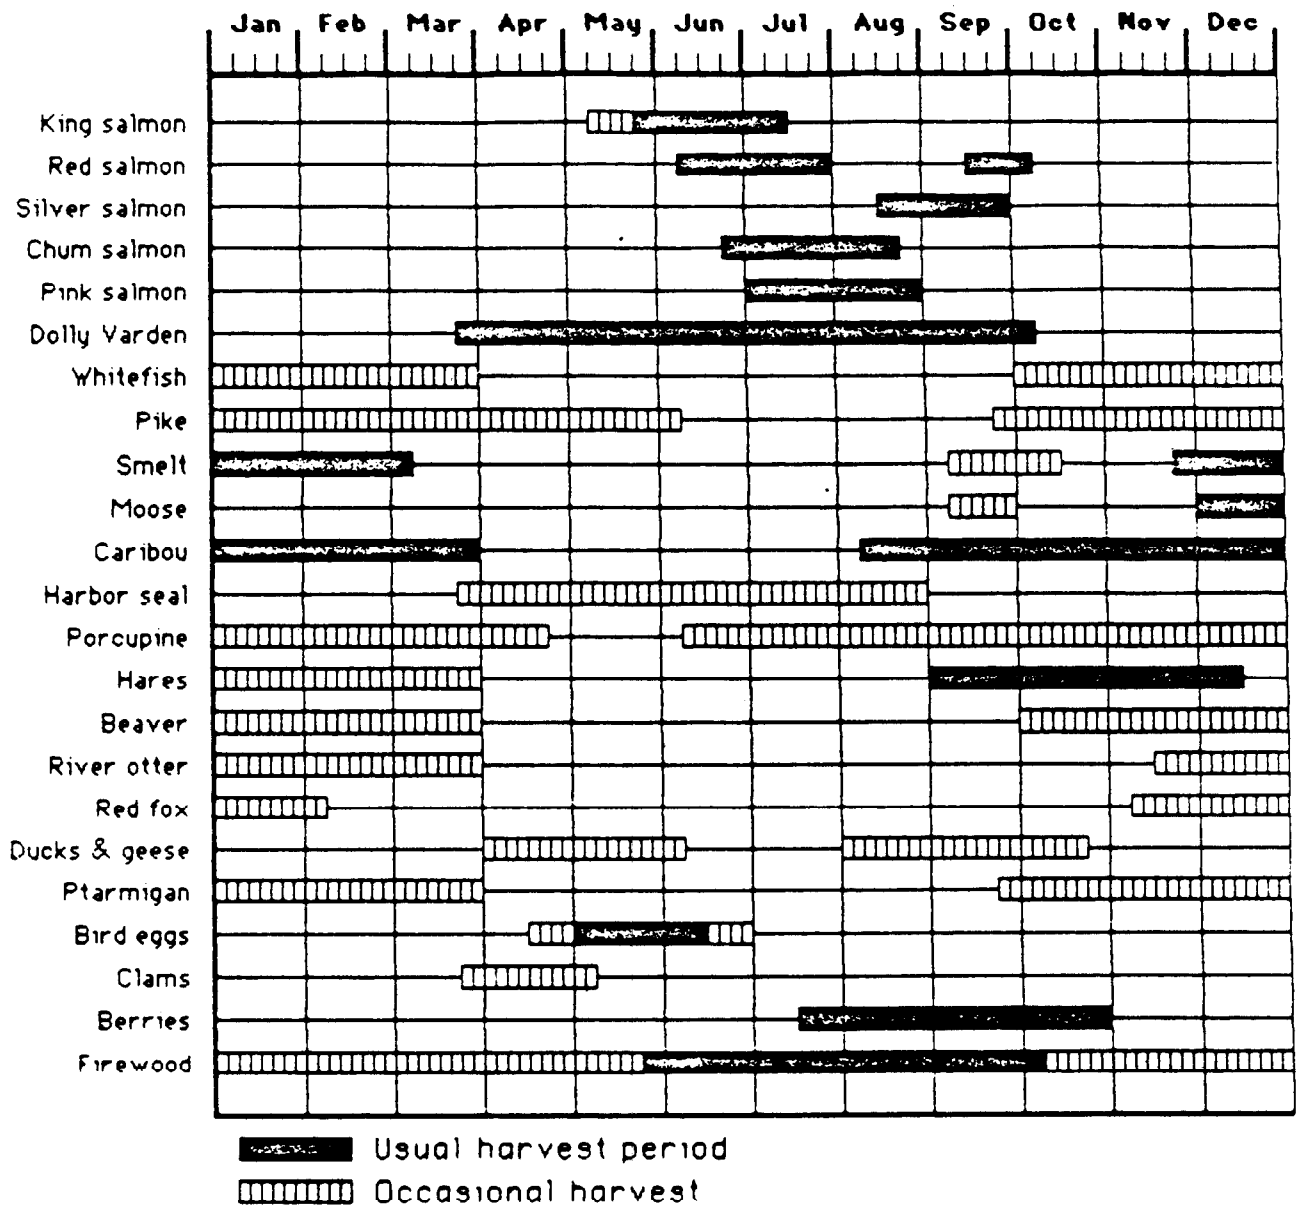 Jan Feb Mar Apr May Jun Jul Aug Sep Oct Nov Dec
King salmon
Red salmon
Silver salmon
Chum salmon
Pink salmon
Dolly Varden
Whitefish
Pike
Smelt
Moose
Caribou
Harbor seal
Porcupine
Hares
Beaver
River otter
Red fox
Ducks & geese
Ptarmigan
Bird eggs
Clams
Berries
Firewood
Usual harvest period
Occasional harvest